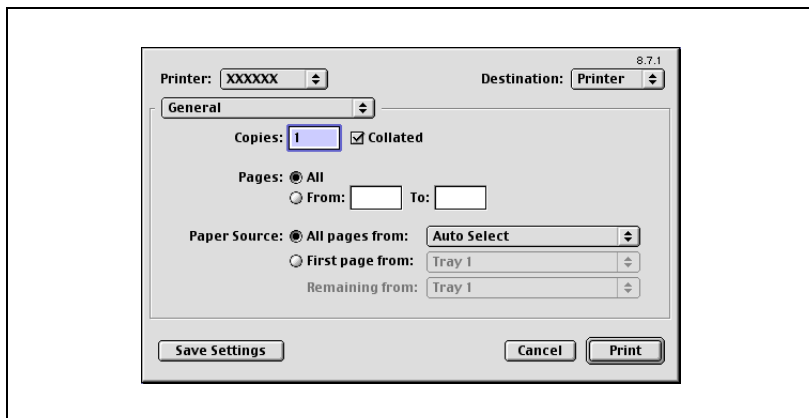 8.7.1
Printer: XXXXXX Destination: Printer
General
Copies: 1 Collated
Pages: All
From: To:
Paper Source: All pages from: Auto Select
First page from: Tray 1
Remaining from: Tray 1
Save Settings Cancel Print